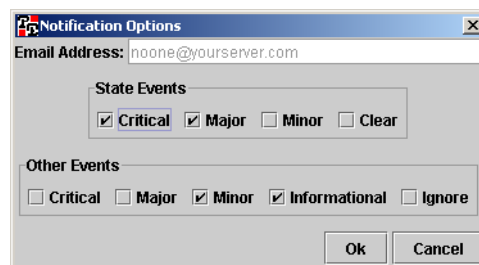 Notification Options
Email Address: noone@yourserver.com
State Events
Critical Major Minor Clear
Other Events
Critical Major Minor Informational Ignore
Ok Cancel